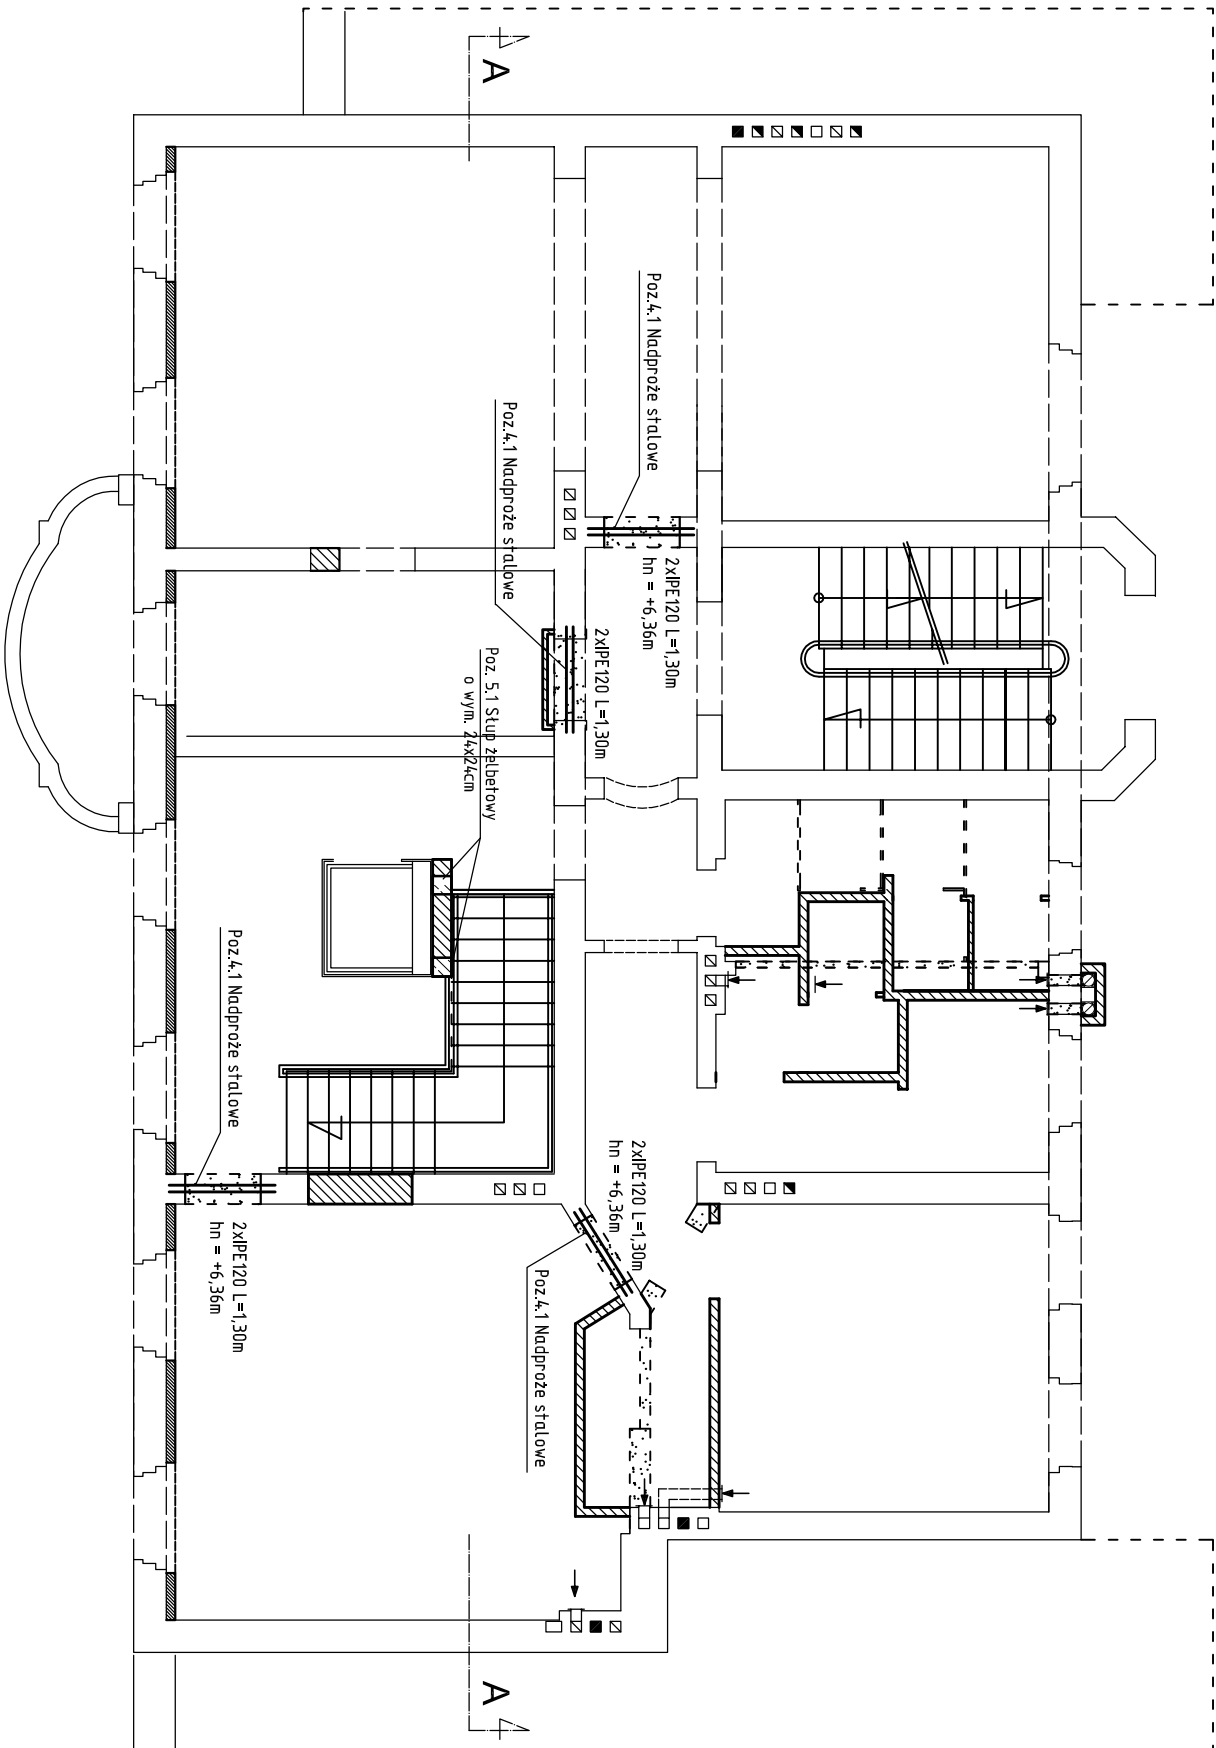 A
Poz.4.1 Nadproże stalowe
2xIPE120 L=1,30m
hn = +6,36m
Poz.4.1 Nadproże stalowe
2xIPE120 L=1,30m
Poz. 5.1 Słup żelbetowy
o wym. 24x24cm
Poz.4.1 Nadproże stalowe
2xIPE120 L=1,30m
hn = +6,36m
2xIPE120 L=1,30m
hn = +6,36m
Poz.4.1 Nadproże stalowe
A